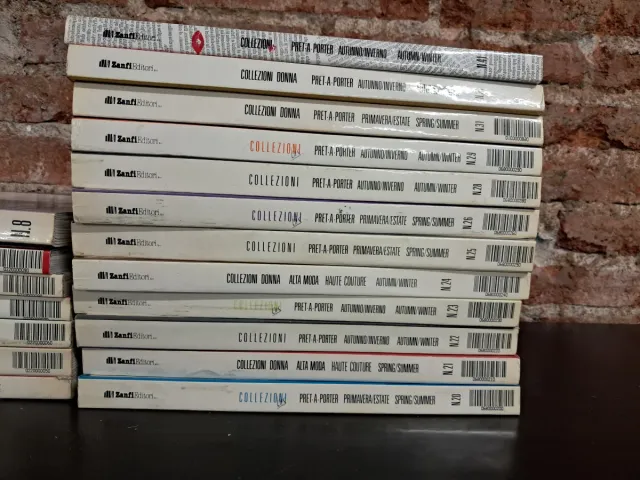 Zanfi Editori COLLEZIONI PRET-A-PORTER AUTUNNO/INVERNO AUTUMN/WINTER N.41
Zanfi Editori COLLEZIONI DONNA PRET-A-PORTER AUTUNNO/INVERNO
Zanfi Editori COLLEZIONI DONNA PRET-A-PORTER PRIMAVERA/ESTATE SPRING/SUMMER N.31
Zanfi Editori COLLEZIONI PRET-A-PORTER AUTUNNO/INVERNO AUTUMN/WINTER N.29
Zanfi Editori COLLEZIONI PRET-A-PORTER AUTUNNO/INVERNO AUTUMN/WINTER N.28
Zanfi Editori COLLEZIONI PRET-A-PORTER PRIMAVERA/ESTATE SPRING/SUMMER N.26
Zanfi Editori COLLEZIONI PRET-A-PORTER PRIMAVERA/ESTATE SPRING/SUMMER N.25
Zanfi Editori COLLEZIONI DONNA ALTA MODA HAUTE COUTURE AUTUMN/WINTER N.24
Zanfi Editori COLLEZIONI PRET-A-PORTER AUTUNNO/INVERNO AUTUMN/WINTER N.23
Zanfi Editori COLLEZIONI PRET-A-PORTER AUTUNNO/INVERNO AUTUMN/WINTER N.22
Zanfi Editori COLLEZIONI DONNA ALTA MODA HAUTE COUTURE SPRING/SUMMER N.21
Zanfi Editori COLLEZIONI PRET-A-PORTER PRIMAVERA/ESTATE SPRING/SUMMER N.20
N.8